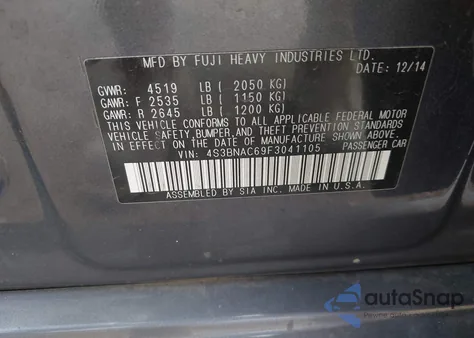 MFD BY FUJI HEAVY INDUSTRIES LTD.
DATE: 12/14
GVWR: 4519 LB ( 2050 KG)
GAWR: F 2535 LB ( 1150 KG)
GAWR: R 2645 LB ( 1200 KG)
THIS VEHICLE CONFORMS TO ALL APPLICABLE FEDERAL MOTOR
VEHICLE SAFETY, BUMPER, AND THEFT PREVENTION STANDARDS
IN EFFECT ON THE DATE OF MANUFACTURE SHOWN ABOVE.
VIN: 4S3BNAC69F3041105 PASSENGER CAR
ASSEMBLED BY SIA INC. MADE IN U.S.A.
autaSnap